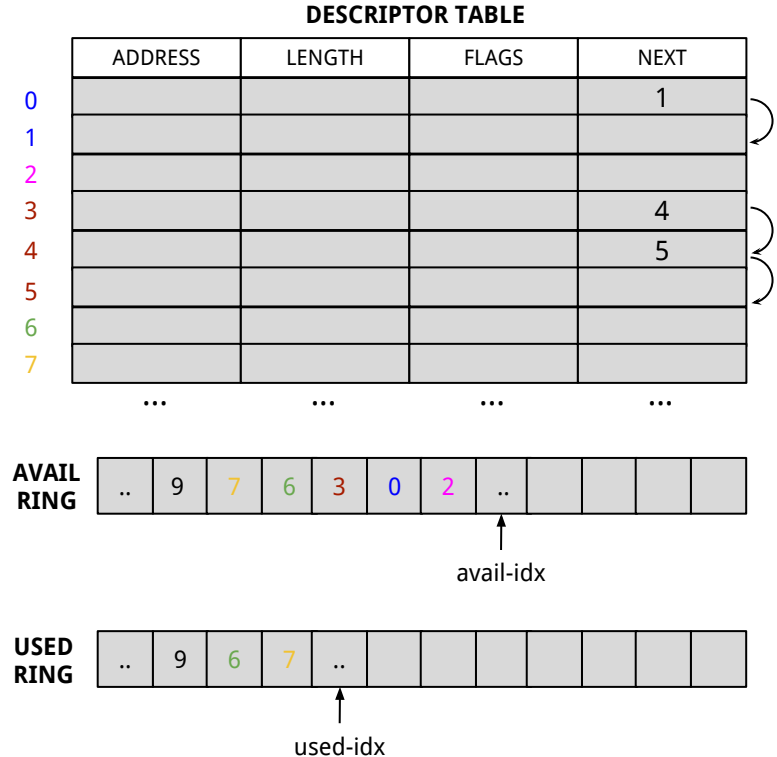 DESCRIPTOR TABLE
ADDRESS LENGTH FLAGS NEXT
0 1
1
2
3 4
4 5
5
6
7
... ... ... ...
AVAIL
RING
.. 9 7 6 3 0 2 ..
avail-idx
USED
RING
.. 9 6 7 ..
used-idx